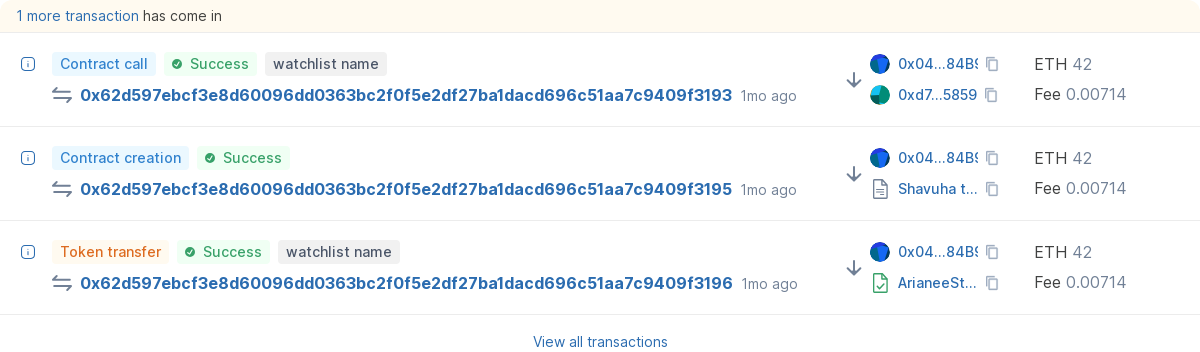 1 more transaction has come in
Contract call Success watchlist name
0x62d597ebcf3e8d60096dd0363bc2f0f5e2df27ba1dacd696c51aa7c9409f3193 1mo ago
0x04...84B9
0xd7...5859
ETH 42
Fee 0.00714
Contract creation Success
0x62d597ebcf3e8d60096dd0363bc2f0f5e2df27ba1dacd696c51aa7c9409f3195 1mo ago
0x04...84B9
Shavuha t...
ETH 42
Fee 0.00714
Token transfer Success watchlist name
0x62d597ebcf3e8d60096dd0363bc2f0f5e2df27ba1dacd696c51aa7c9409f3196 1mo ago
0x04...84B9
ArianeeSt...
ETH 42
Fee 0.00714
View all transactions